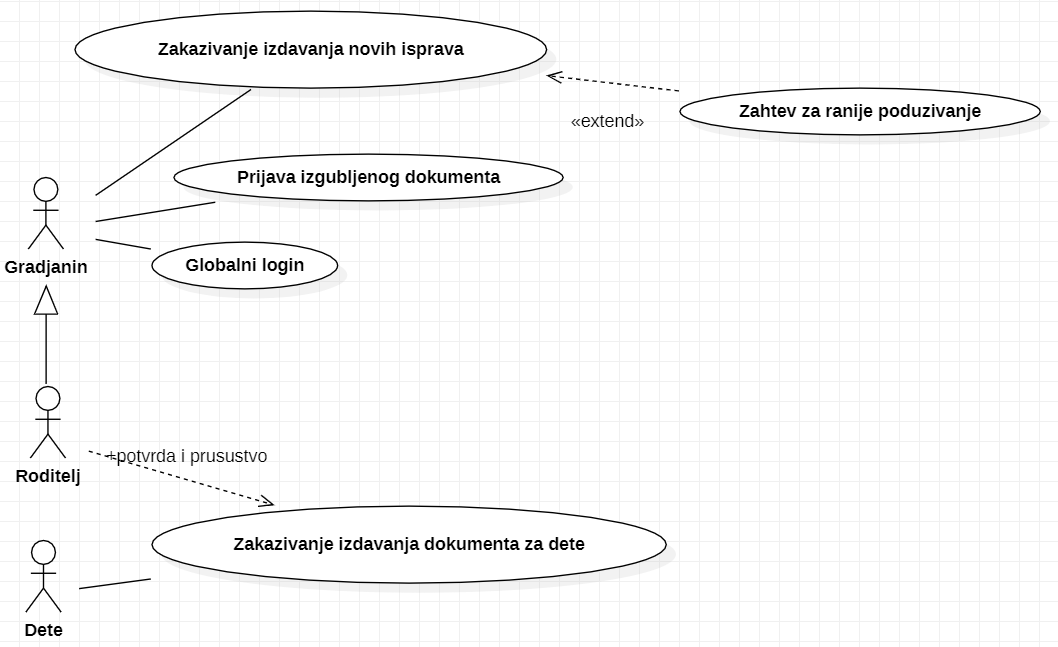 Zakazivanje izdavanja novih isprava
Zahtev za ranije poduzivanje
«extend»
Prijava izgubljenog dokumenta
Globalni login
Gradjanin
+potvrda i prusustvo
Roditelj
Zakazivanje izdavanja dokumenta za dete
Dete